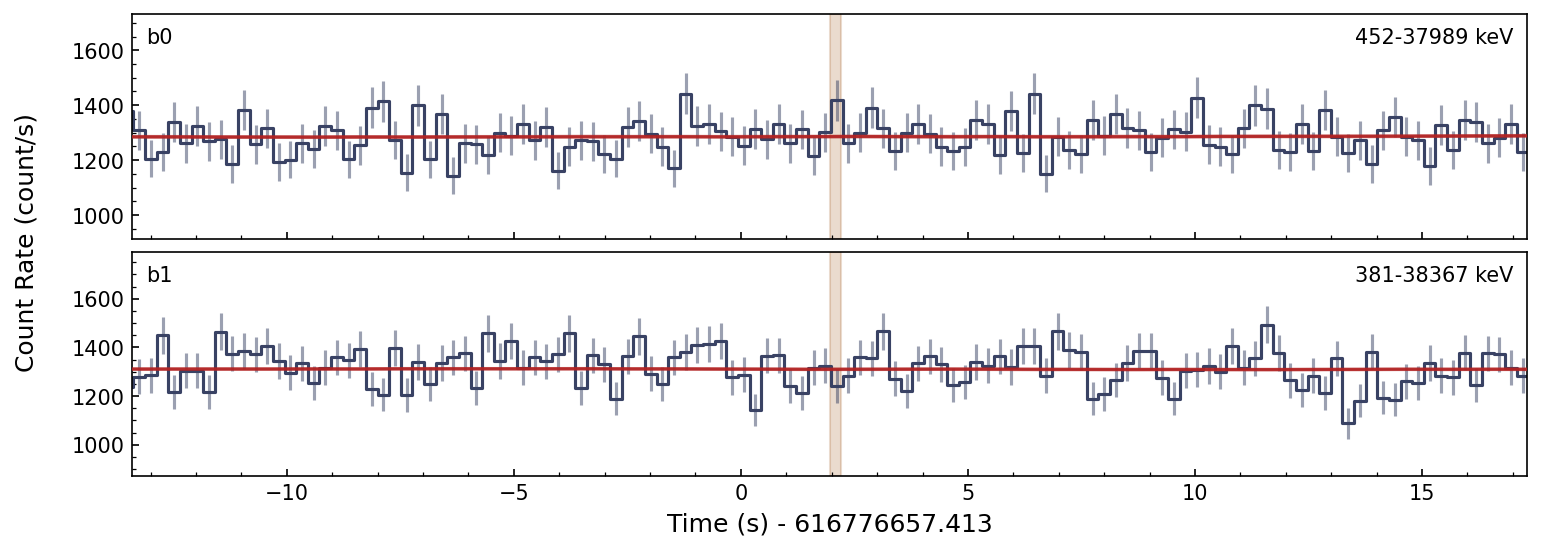 b0
452-37989 keV
1600
1400
1200
1000
b1
381-38367 keV
1600
1400
1200
1000
Count Rate (count/s)
−10 −5 0 5 10 15
Time (s) - 616776657.413